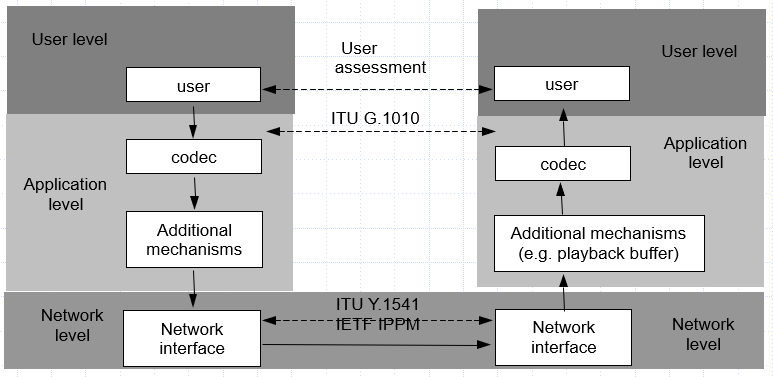 User level
User
assessment
User level
user
user
ITU G.1010
codec
codec
Application
level
Application
level
Additional
mechanisms
Additional mechanisms
(e.g. playback buffer)
ITU Y.1541
IETF IPPM
Network
level
Network
interface
Network
interface
Network
level